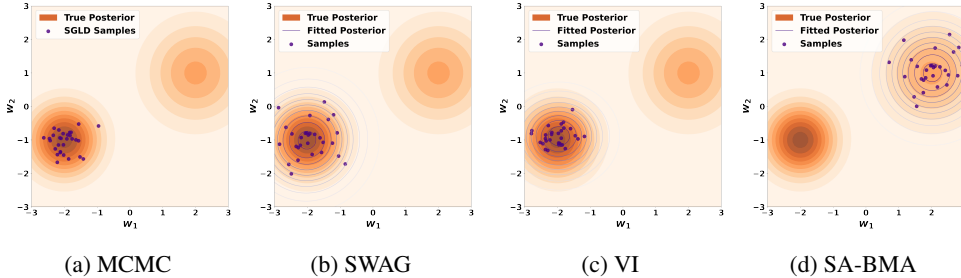 True Posterior
SGLD Samples
3
2
1
0
−1
−2
−3
−3 −2 −1 0 1 2 3
w₁
w₂
(a) MCMC
True Posterior
Fitted Posterior
Samples
3
2
1
0
−1
−2
−3
−3 −2 −1 0 1 2 3
w₁
w₂
(b) SWAG
True Posterior
Fitted Posterior
Samples
3
2
1
0
−1
−2
−3
−3 −2 −1 0 1 2 3
w₁
w₂
(c) VI
True Posterior
Fitted Posterior
Samples
3
2
1
0
−1
−2
−3
−3 −2 −1 0 1 2
w₁
w₂
(d) SA-BMA